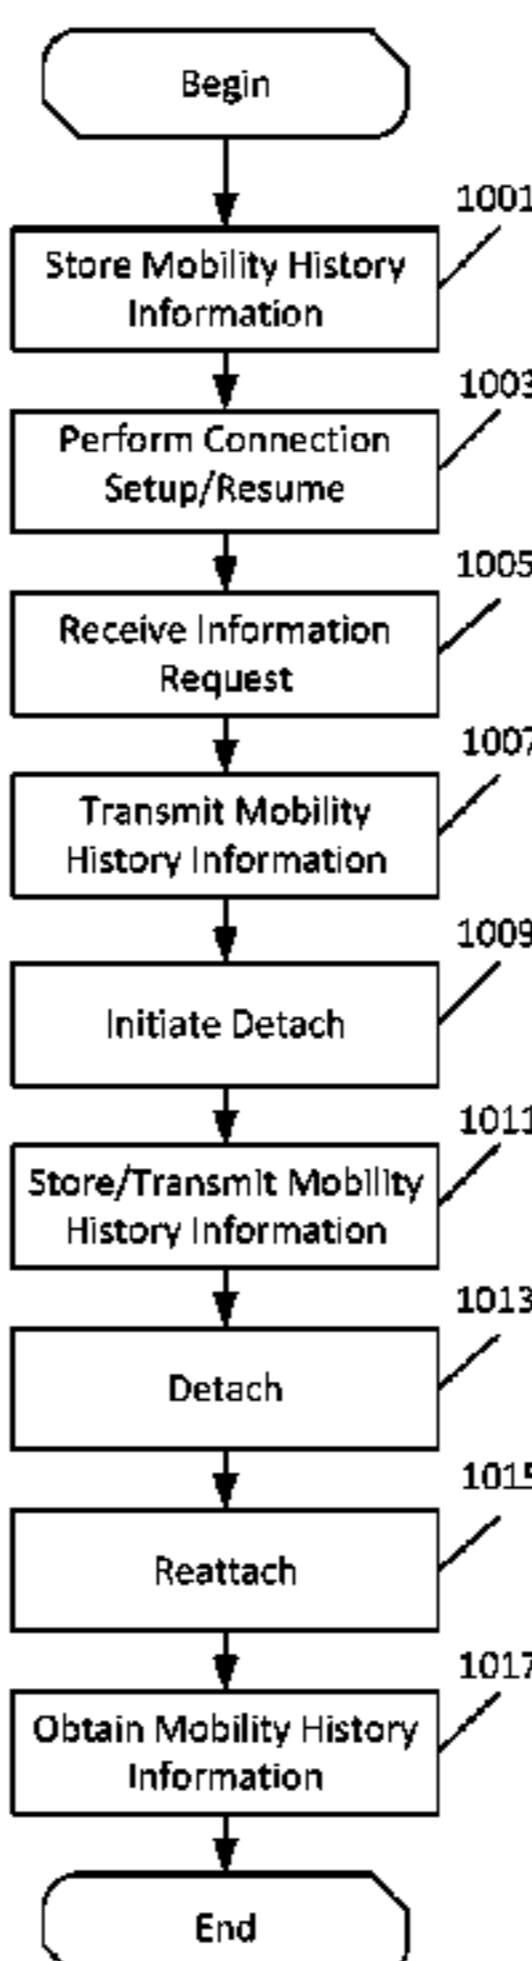 Begin
1001
Store Mobility History
Information
1003
Perform Connection
Setup/Resume
1005
Receive Information
Request
1007
Transmit Mobility
History Information
1009
Initiate Detach
1011
Store/Transmit Mobility
History Information
1013
Detach
1015
Reattach
1017
Obtain Mobility History
Information
End